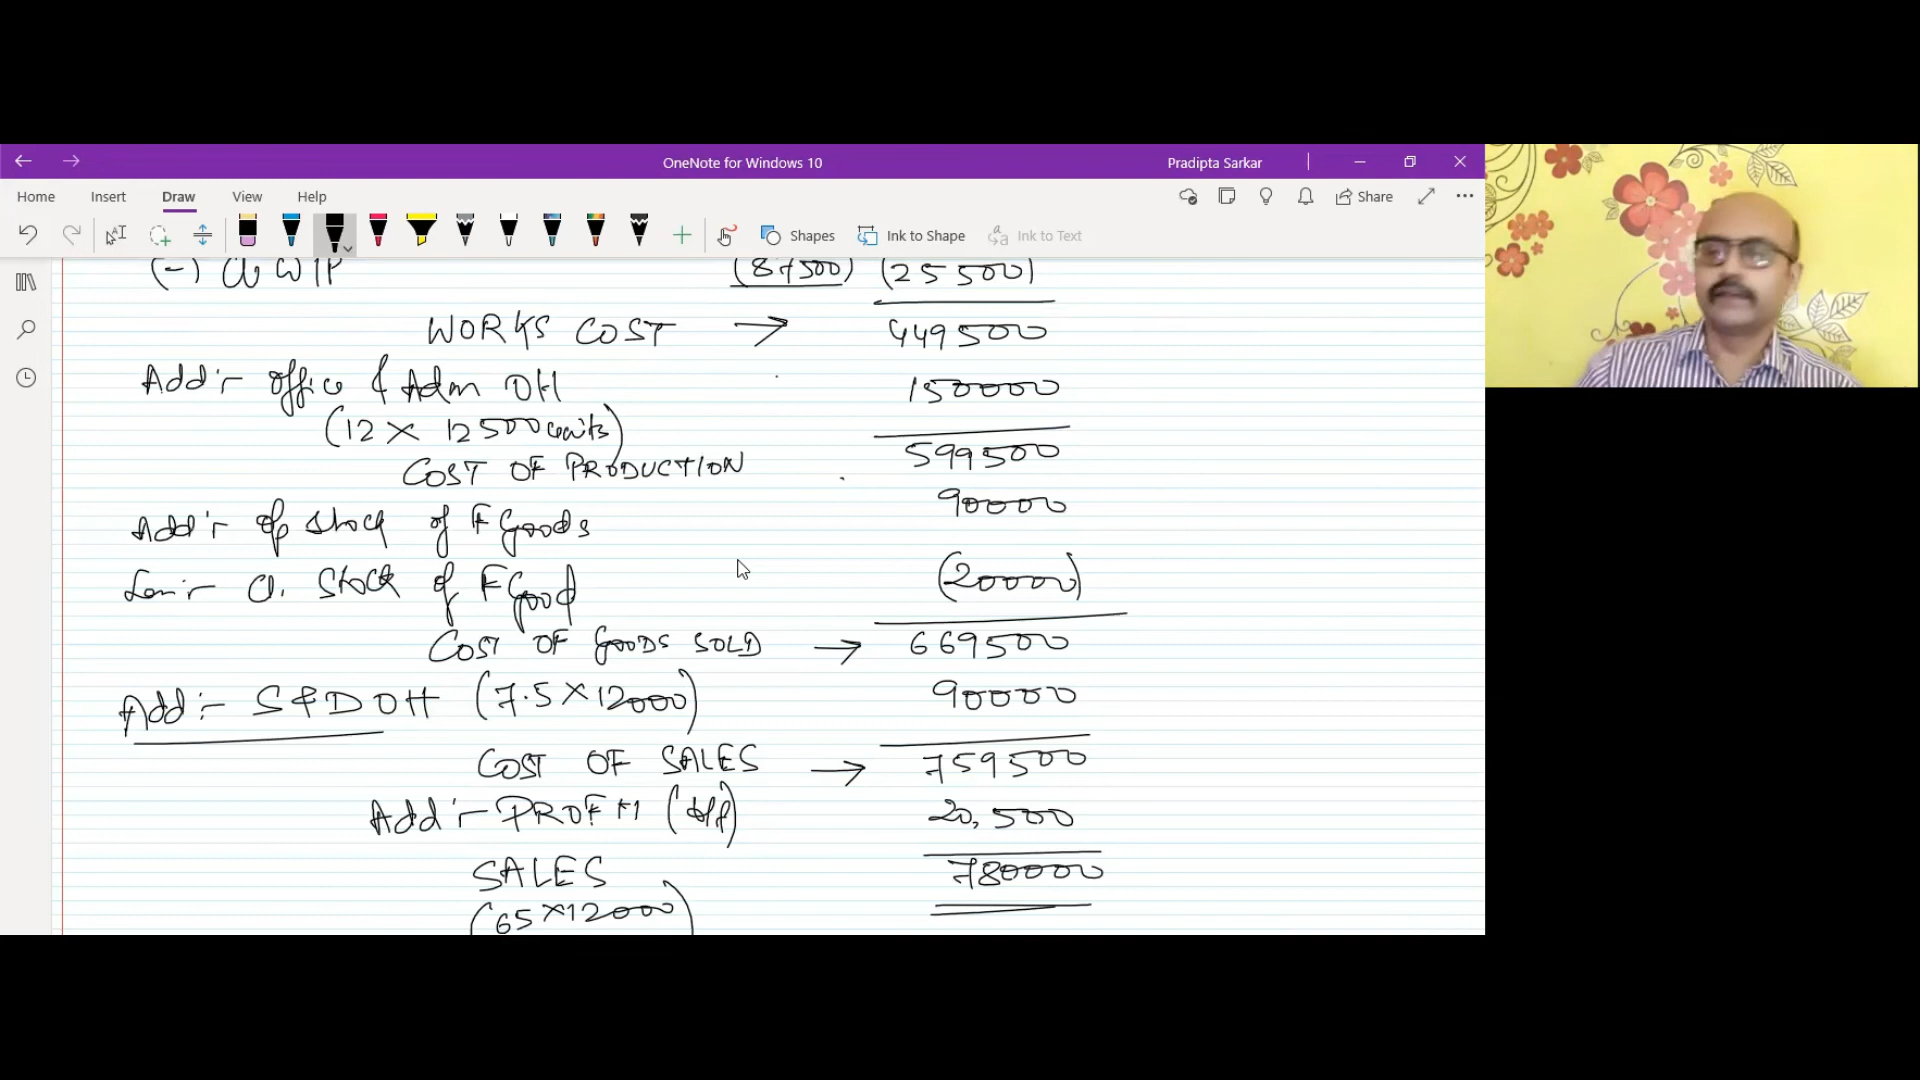 OneNote for Windows 10
Pradipta Sarkar
Home Insert Draw View Help
Share
Shapes Ink to Shape Ink to Text
(-) Cl WIP (87500) (25500)
WORKS COST → 449500
Add:- office & Adm OH 150000
(12 × 12500 units)
599500
COST OF PRODUCTION
90000
Add:- Op stock of F Goods
Less:- Cl. Stock of F Good (20000)
COST OF GOODS SOLD → 669500
Add:- S&D OH (7.5×12000) 90000
COST OF SALES → 759500
Add:- PROFIT (b/f) 20,500
SALES 780000
(65×12000)